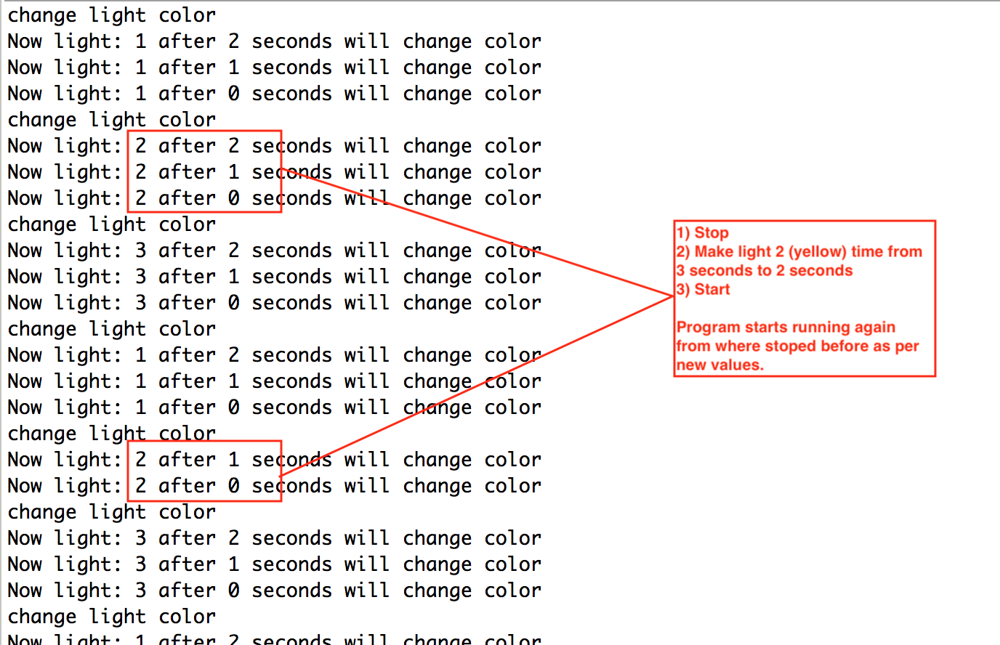 change light color
Now light: 1 after 2 seconds will change color
Now light: 1 after 1 seconds will change color
Now light: 1 after 0 seconds will change color
change light color
Now light: 2 after 2 seconds will change color
Now light: 2 after 1 seconds will change color
Now light: 2 after 0 seconds will change color
change light color
Now light: 3 after 2 seconds will change color
Now light: 3 after 1 seconds will change color
Now light: 3 after 0 seconds will change color
change light color
Now light: 1 after 2 seconds will change color
Now light: 1 after 1 seconds will change color
Now light: 1 after 0 seconds will change color
change light color
Now light: 2 after 1 seconds will change color
Now light: 2 after 0 seconds will change color
change light color
Now light: 3 after 2 seconds will change color
Now light: 3 after 1 seconds will change color
Now light: 3 after 0 seconds will change color
change light color
Now light: 1 after 2 seconds will change color
1) Stop
2) Make light 2 (yellow) time from
3 seconds to 2 seconds
3) Start
Program starts running again
from where stoped before as per
new values.